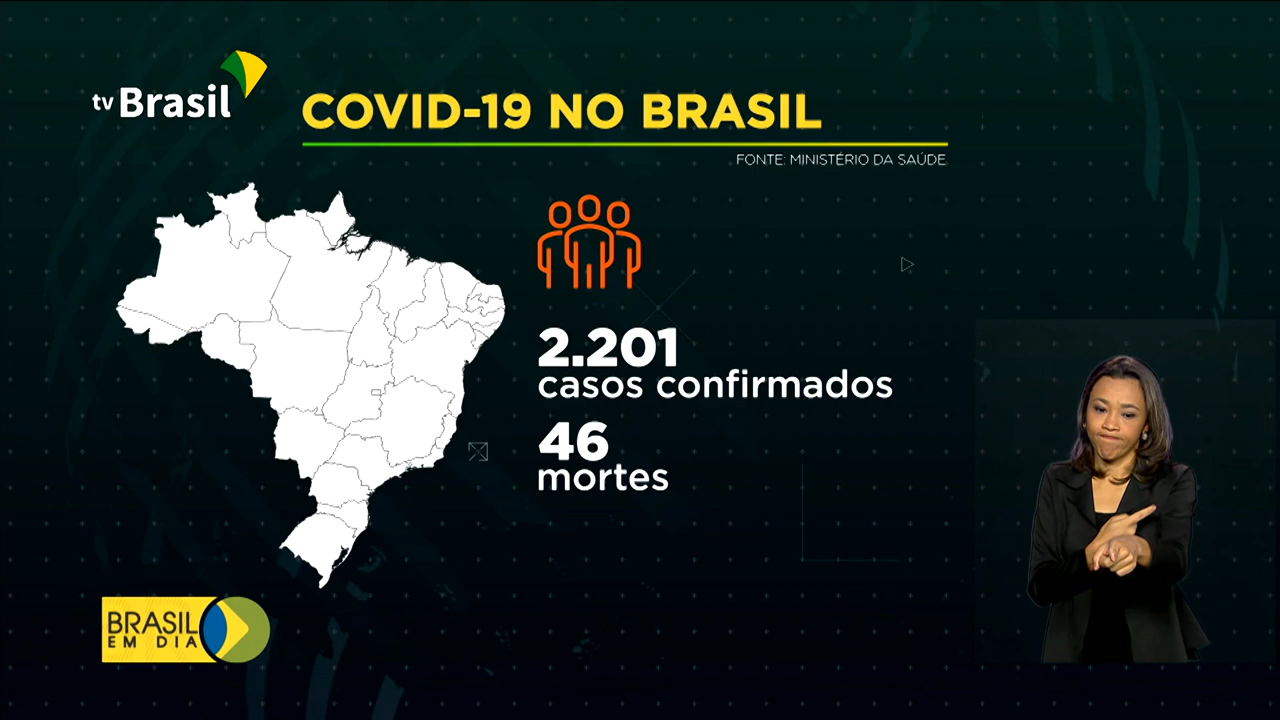 tv Brasil
COVID-19 NO BRASIL
FONTE: MINISTÉRIO DA SAÚDE
2.201
casos confirmados
46
mortes
BRASIL
EM DIA